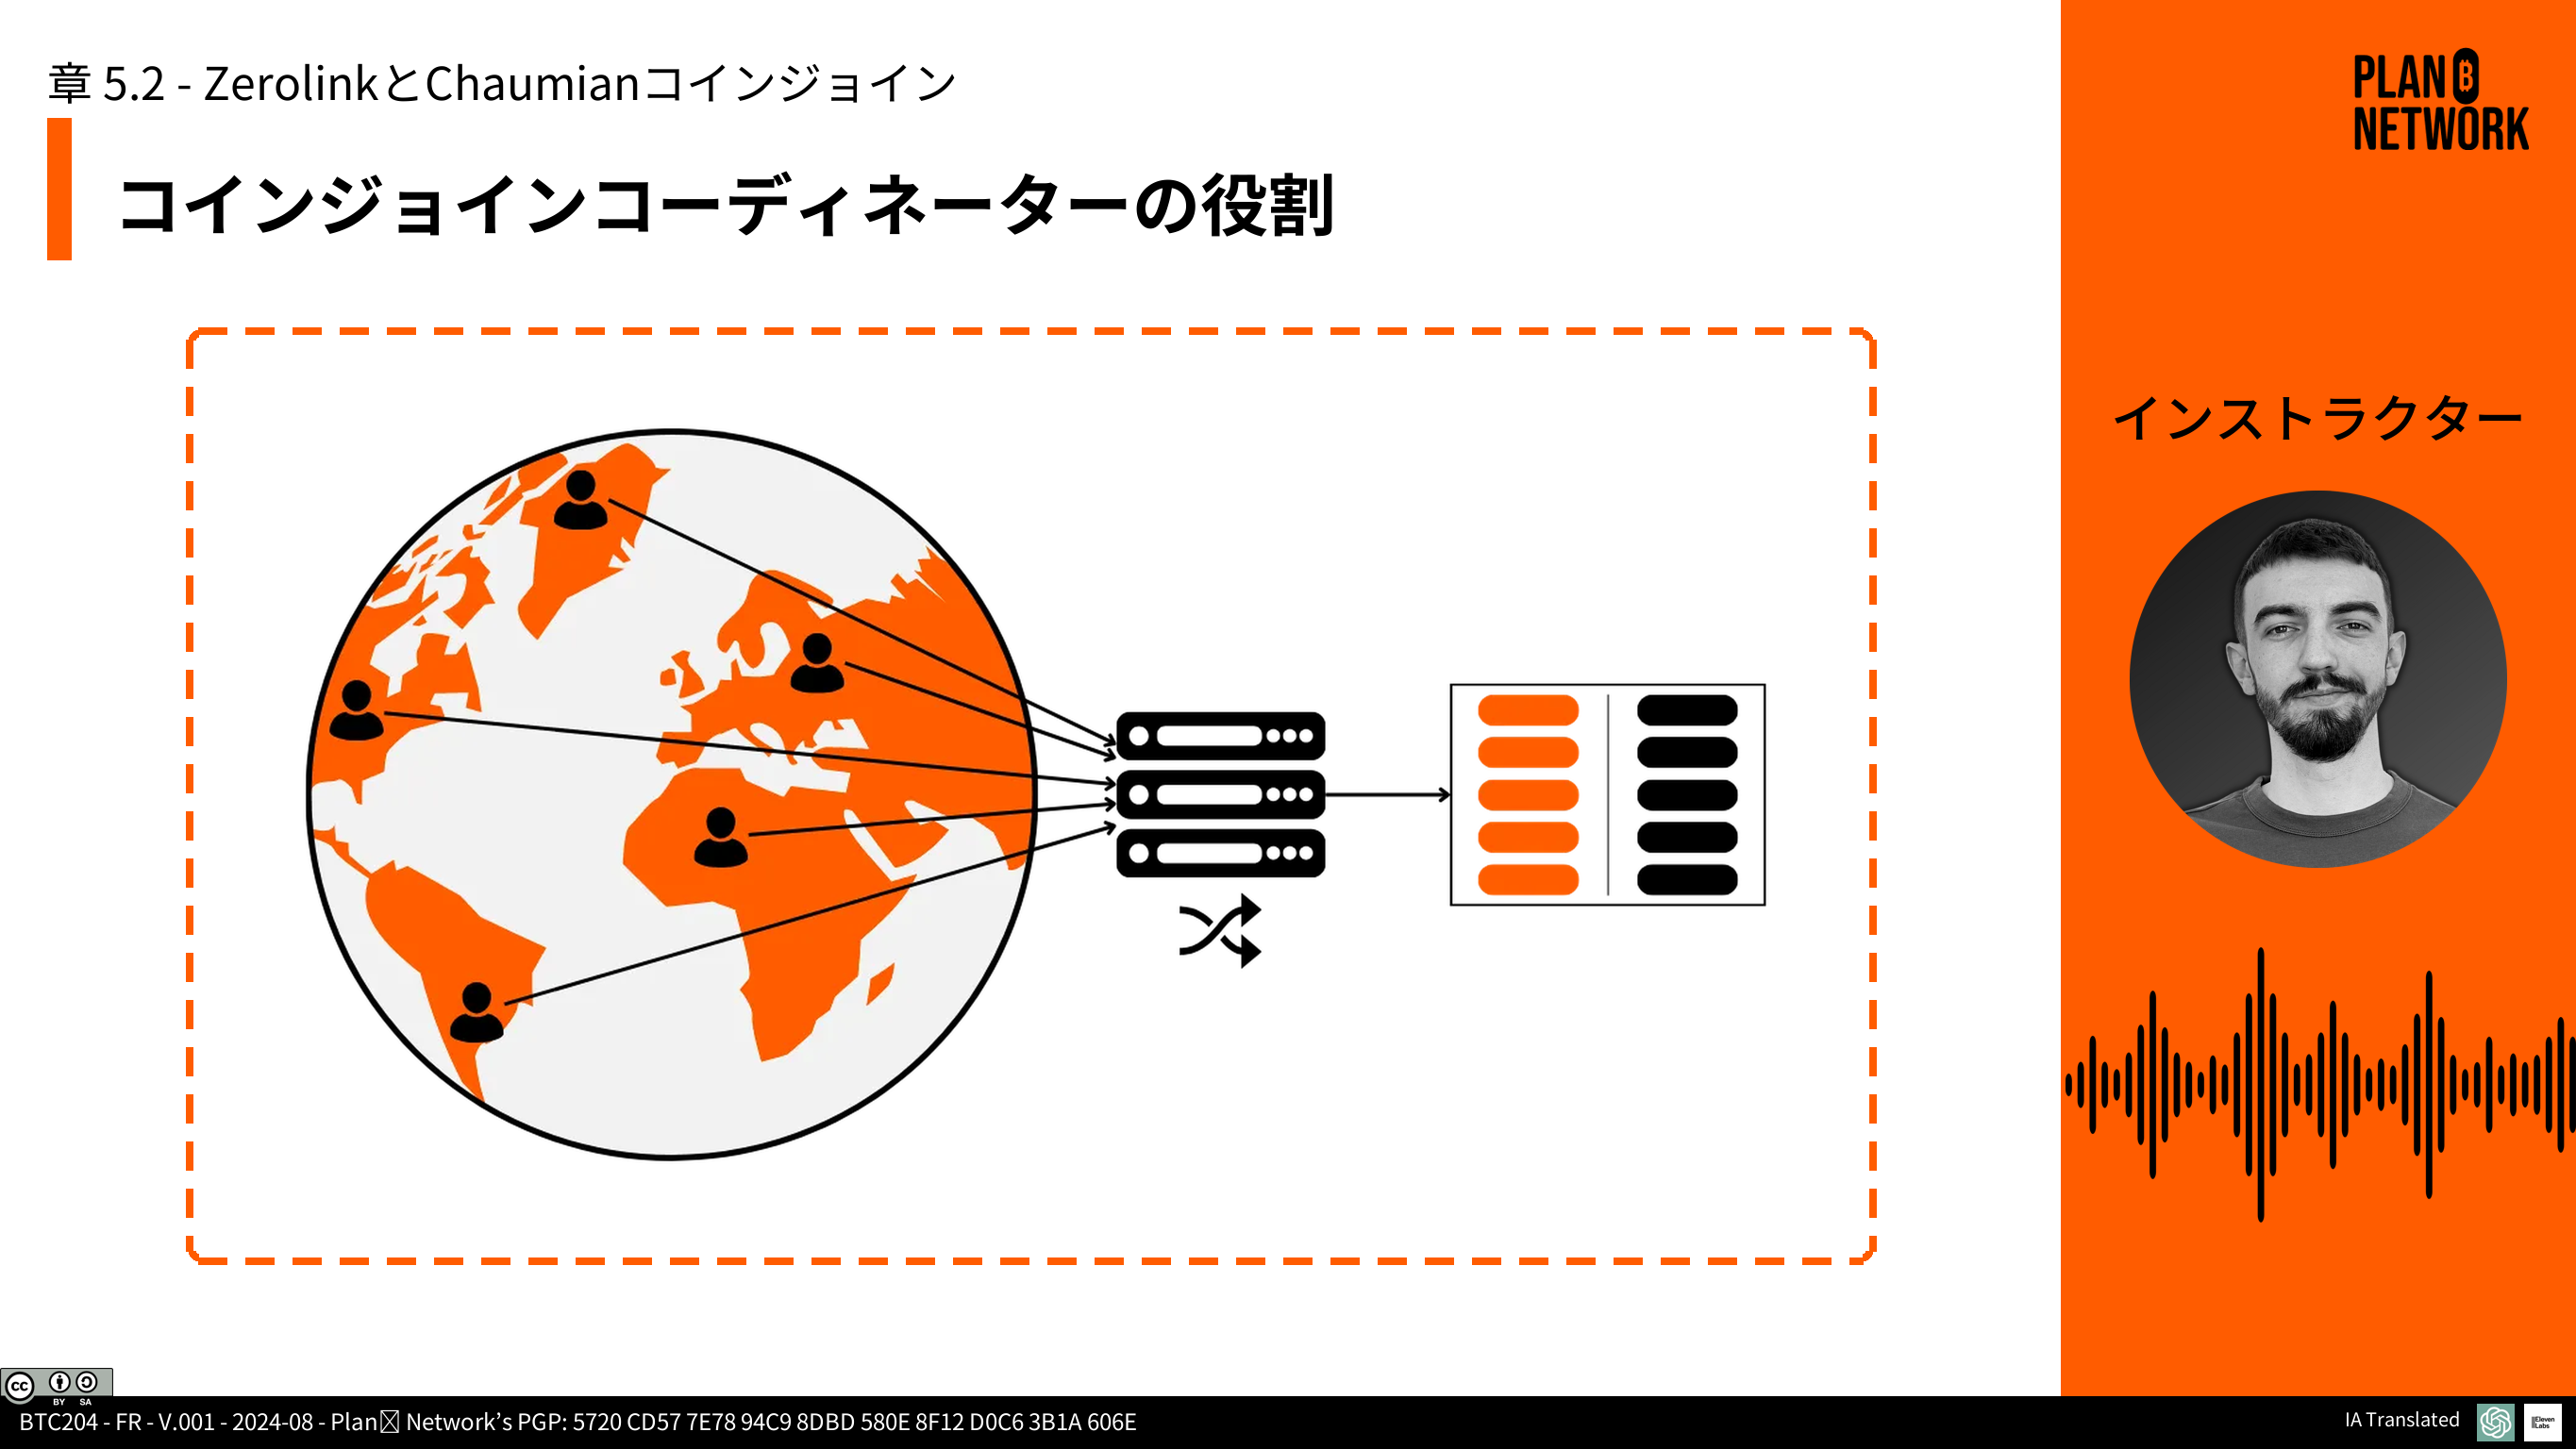 章 5.2 - ZerolinkとChaumianコインジョイン
コインジョインコーディネーターの役割
PLAN B
NETWORK
インストラクター
cc BY SA
BTC204 - FR - V.001 - 2024-08 - Plan Network’s PGP: 5720 CD57 7E78 94C9 8DBD 580E 8F12 D0C6 3B1A 606E
IA Translated
Eleven
Labs